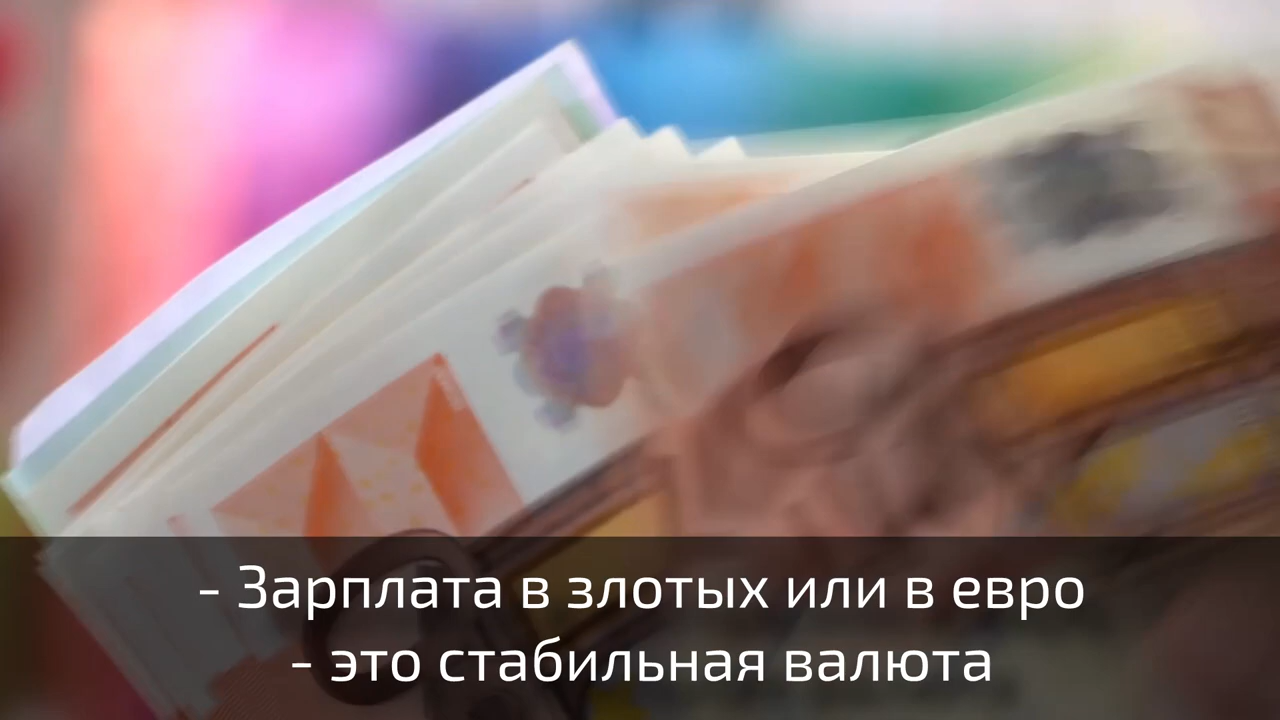 - Зарплата в злотых или в евро
- это стабильная валюта